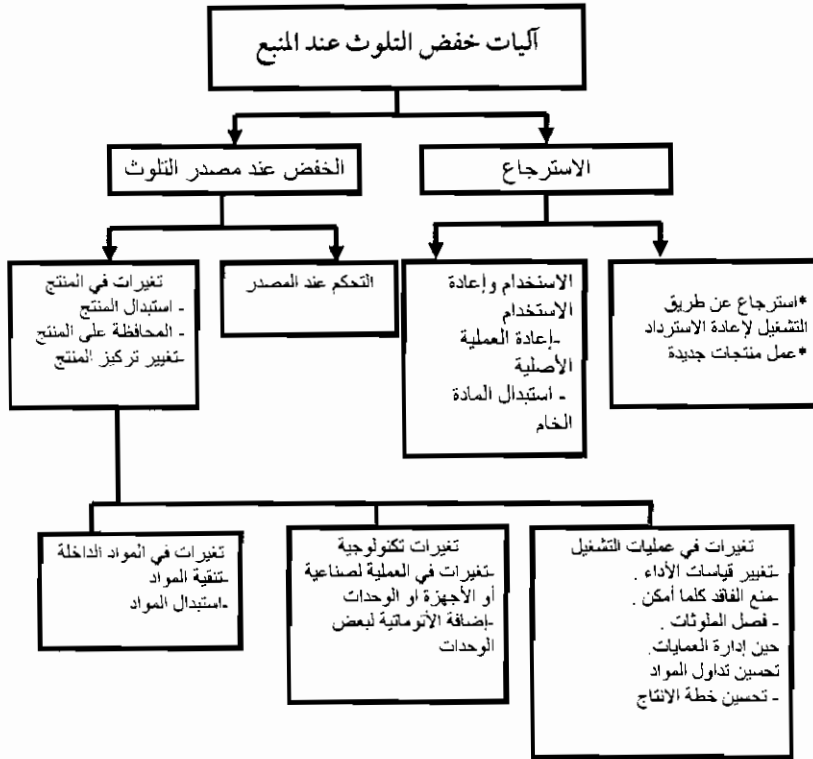 آليات خفض التلوث عند المنبع
الاسترجاع
الخفض عند مصدر التلوث
*استرجاع عن طريق
التشغيل لإعادة الاسترداد
*عمل منتجات جديدة
الاستخدام وإعادة
الاستخدام
-إعادة العملية
الأصلية
- استبدال المادة
الخام
التحكم عند المصدر
تغيرات في المنتج
- استبدال المنتج
- المحافظة على المنتج
-تغيير تركيز المنتج
تغيرات في عمليات التشغيل
-تغيير قياسات الأداء .
-منع الفاقد كلما أمكن .
- فصل الملوثات .
حين إدارة العمايات.
تحسين تداول المواد
- تحسين خطة الانتاج
تغيرات تكنولوجية
-تغيرات في العملية لصناعية
أو الأجهزة او الوحدات
-إضافة الأتوماتية لبعض
الوحدات
تغيرات في المواد الداخلة
-تنقية المواد
-استبدال المواد